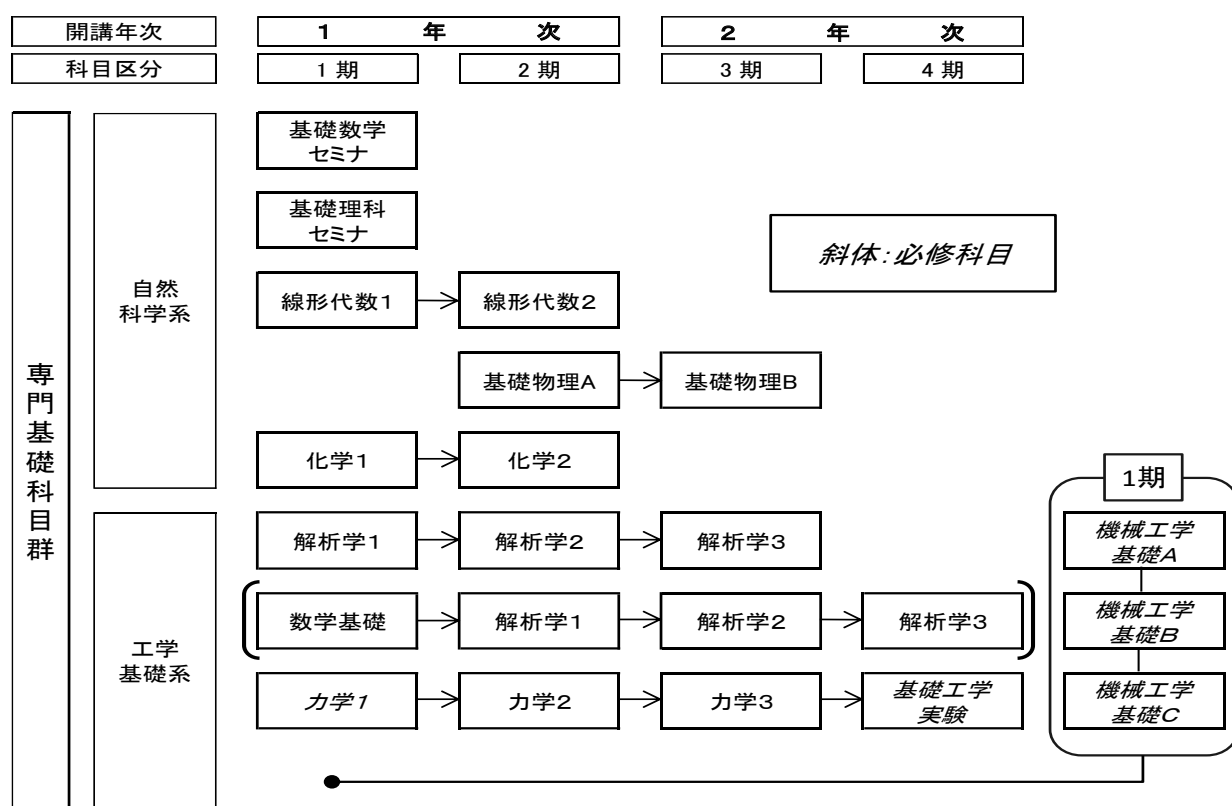 開講年次
1 年 次
2 年 次
科目区分
1期
2期
3期
4期
専門基礎科目群
自然
科学系
基礎数学
セミナ
基礎理科
セミナ
斜体:必修科目
線形代数1
線形代数2
基礎物理A
基礎物理B
化学1
化学2
工学
基礎系
解析学1
解析学2
解析学3
数学基礎
解析学1
解析学2
解析学3
力学1
力学2
力学3
基礎工学
実験
1期
機械工学
基礎A
機械工学
基礎B
機械工学
基礎C